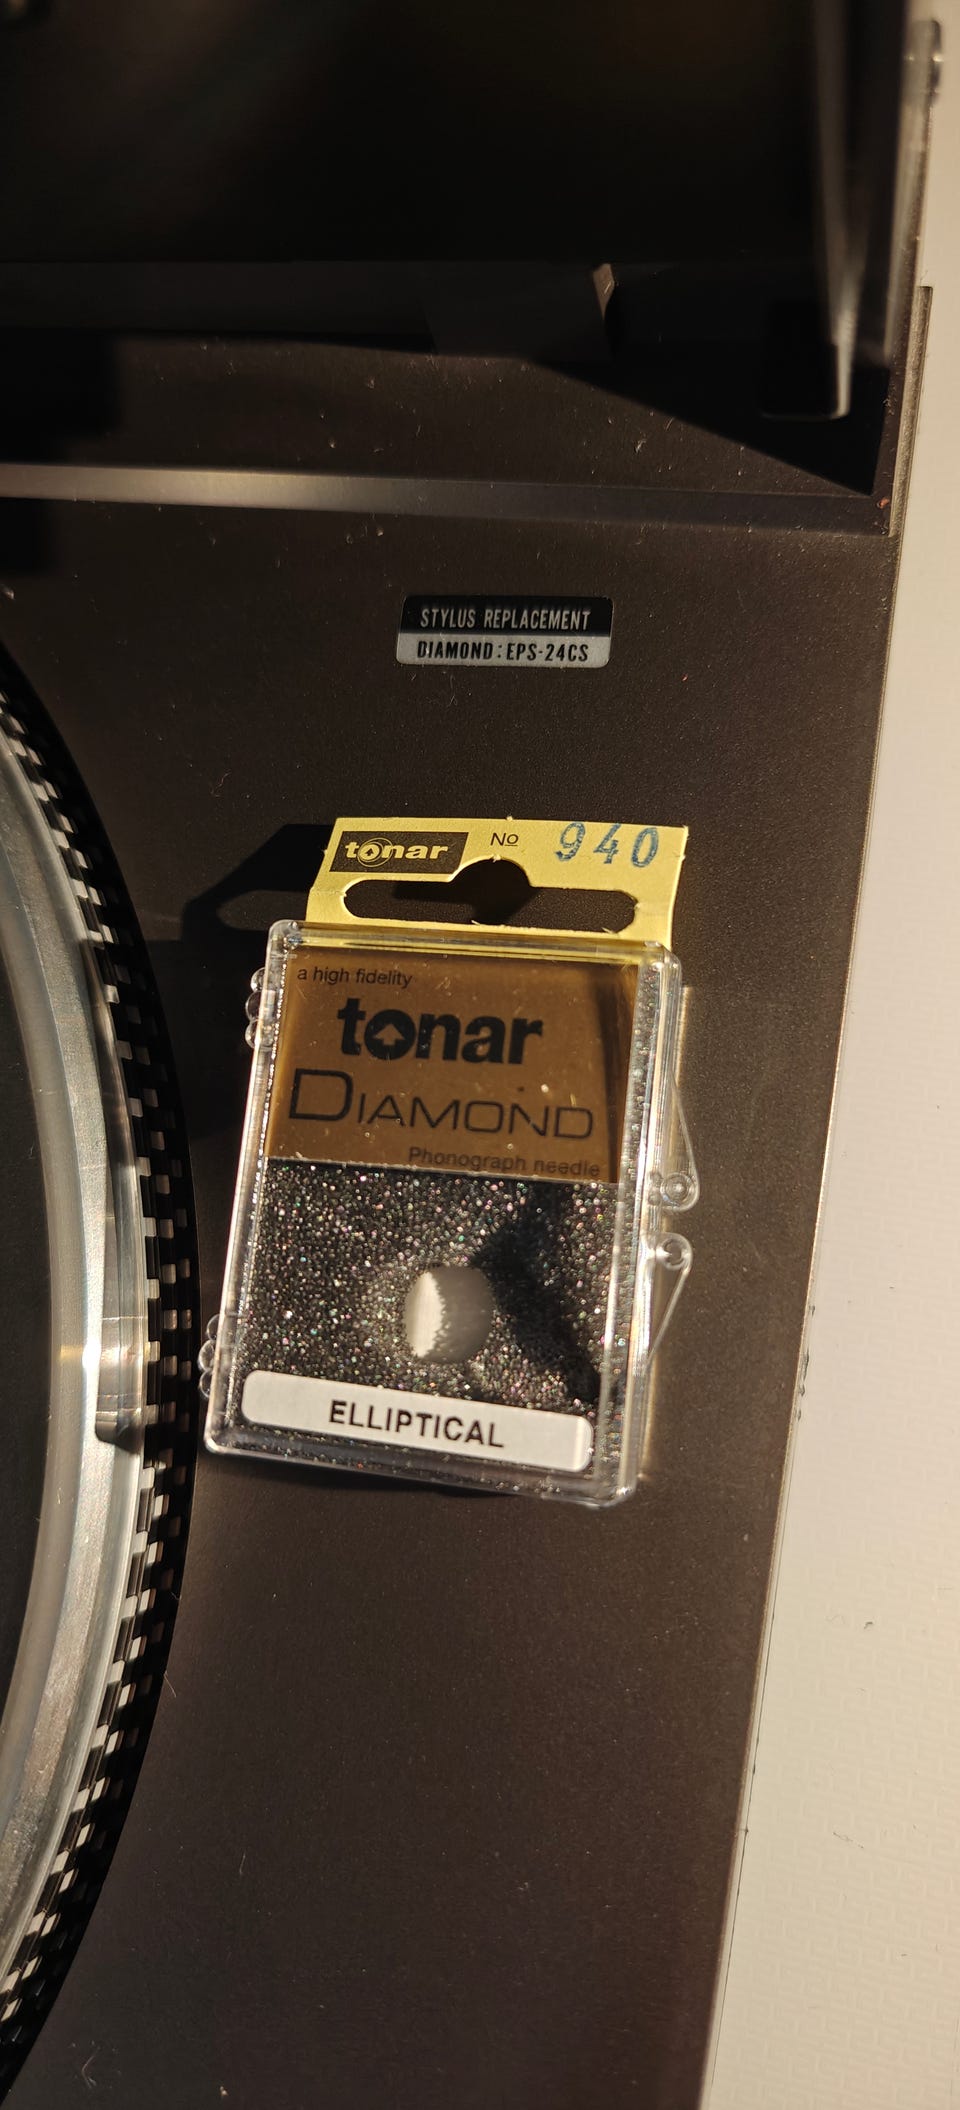 STYLUS REPLACEMENT
DIAMOND:EPS-24CS
tonar № 940
a high fidelity
tonar
DIAMOND
Phonograph needle
ELLIPTICAL